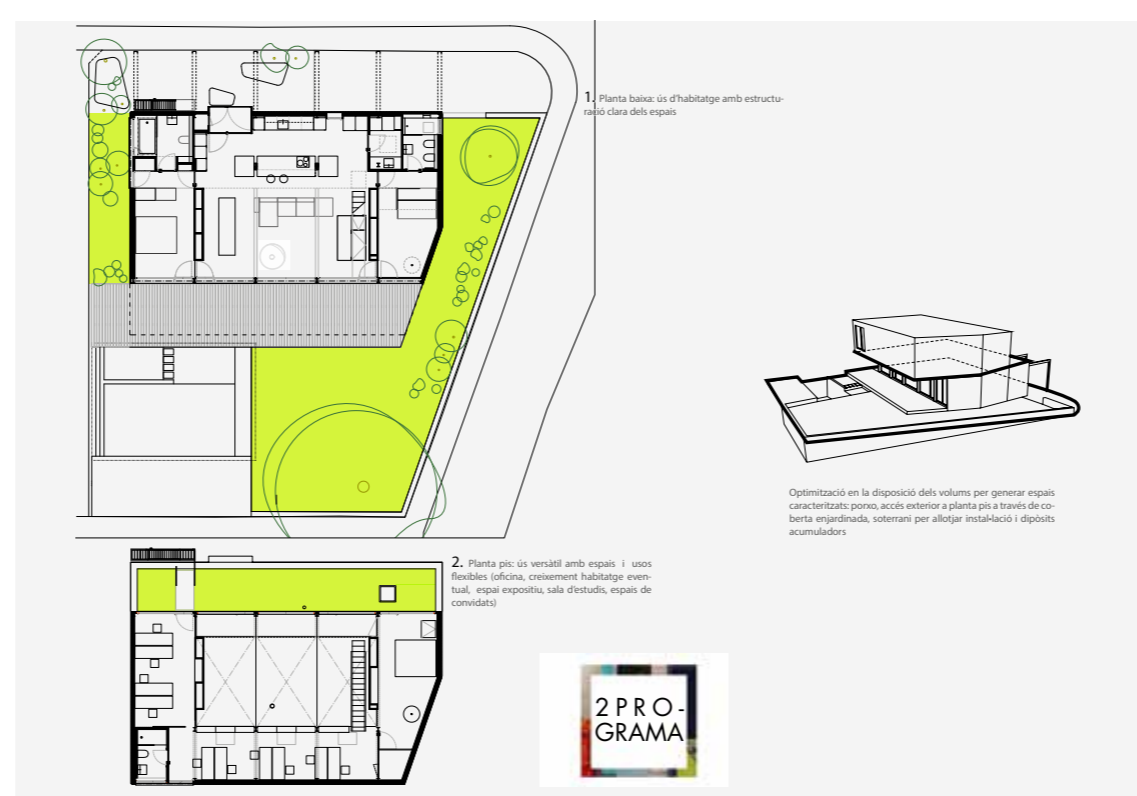 1. Planta baixa: ús d'habitatge amb estructu-
ració clara dels espais
Optimització en la disposició dels volums per generar espais
caracteritzats: porxo, accés exterior a planta pis a través de co-
berta enjardinada, soterrani per allotjar instal•lació i dipòsits
acumuladors
2. Planta pis: ús versàtil amb espais i usos
flexibles (oficina, creixement habitatge even-
tual, espai expositiu, sala d'estudis, espais de
convidats)
2PRO-
GRAMA